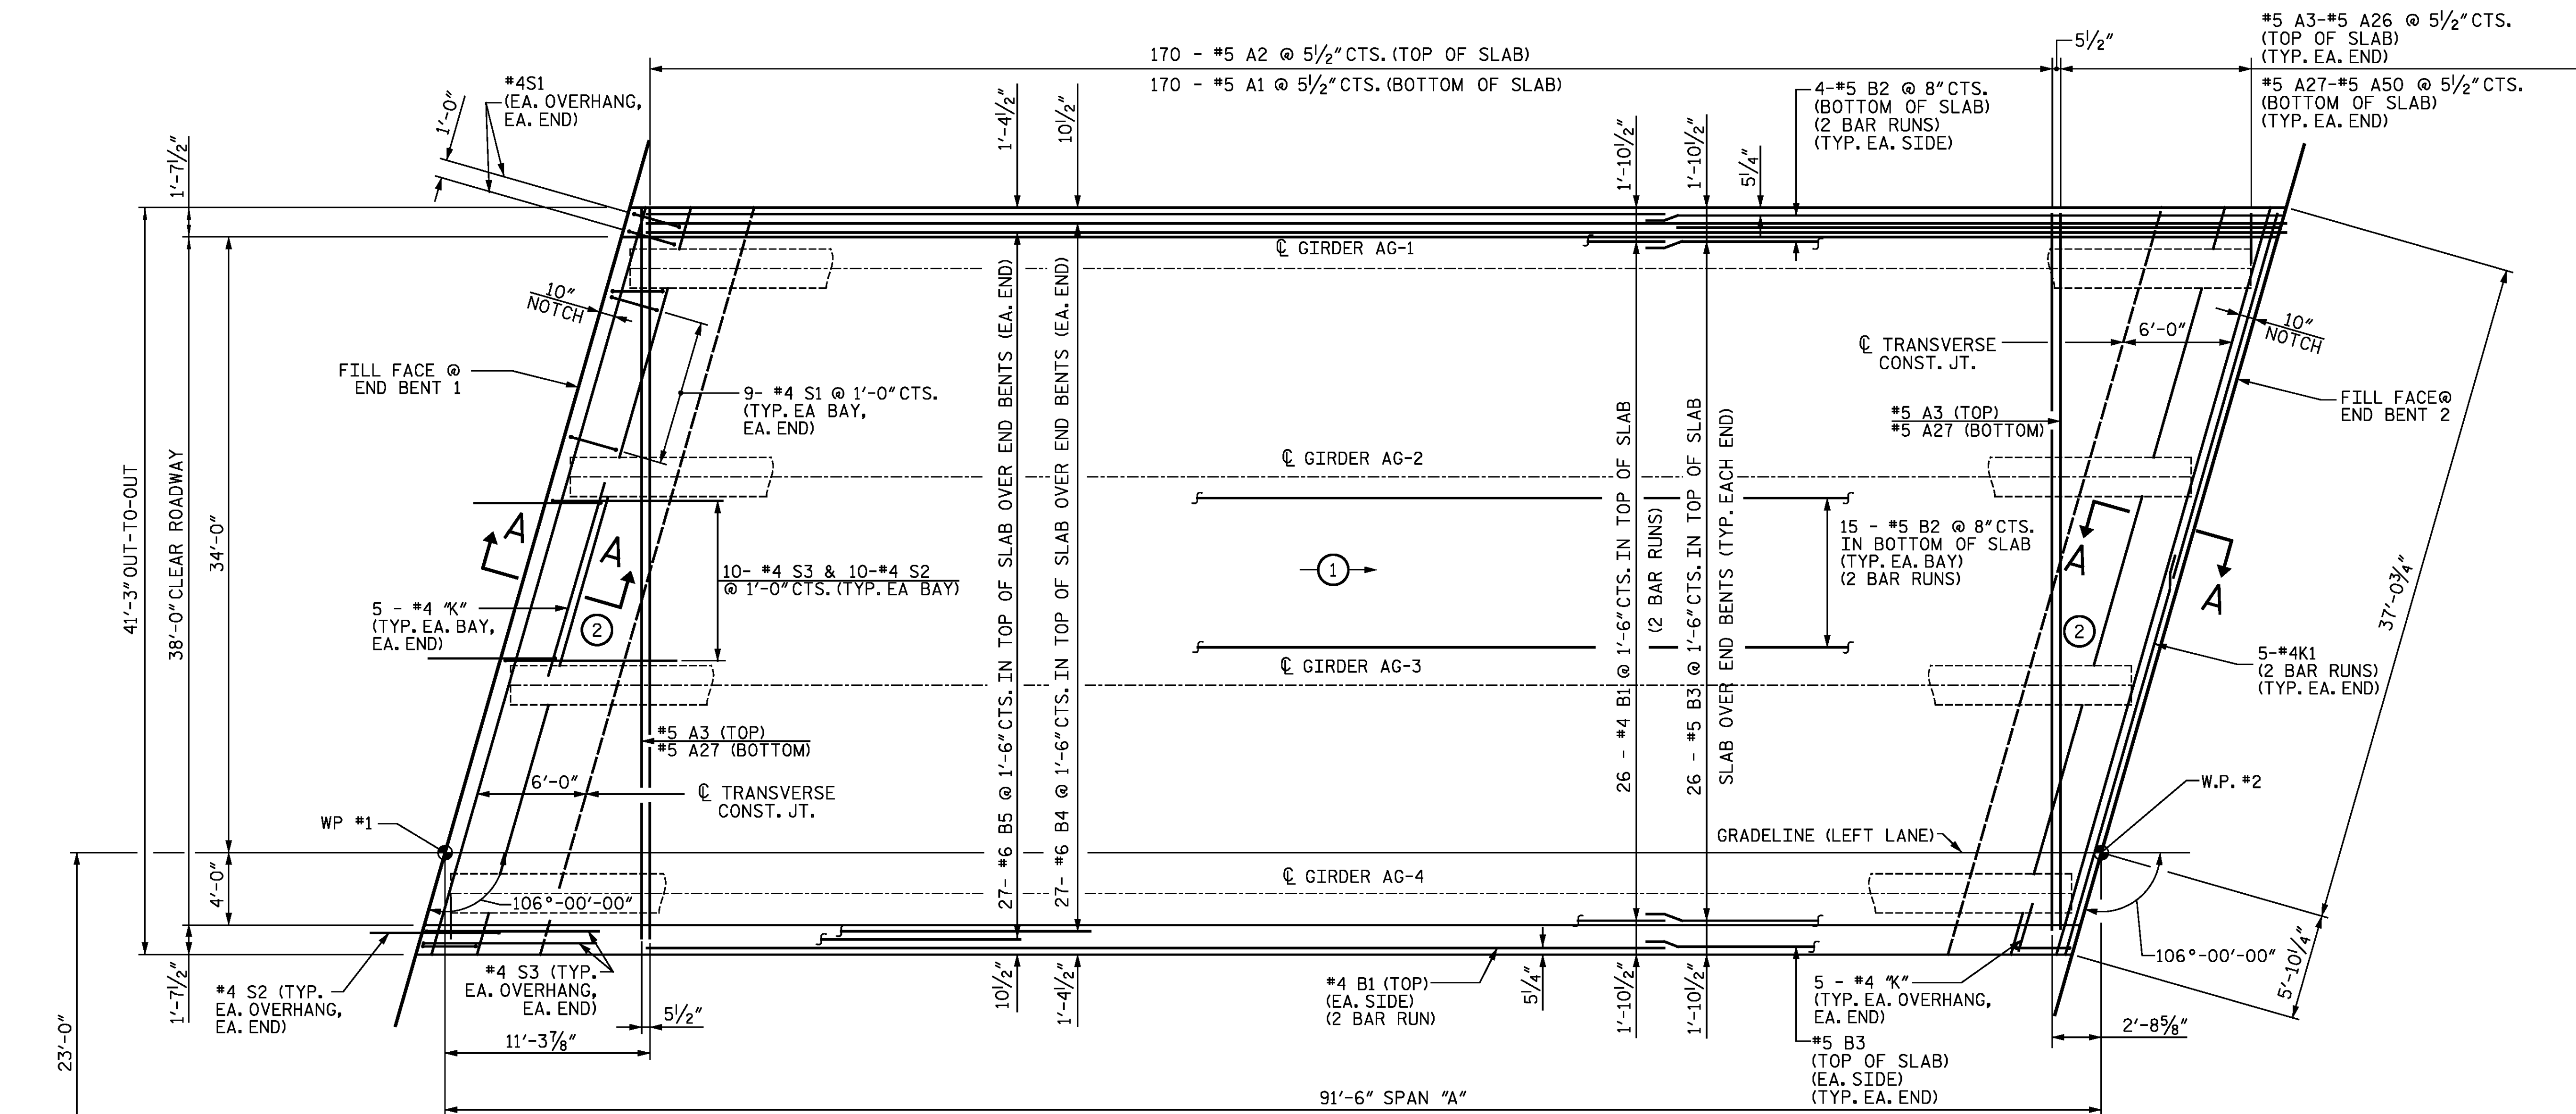 170 - #5 A2 @ 5½" CTS. (TOP OF SLAB)
170 - #5 A1 @ 5½" CTS. (BOTTOM OF SLAB)
5½"
#5 A3-#5 A26 @ 5½" CTS.
(TOP OF SLAB)
(TYP. EA. END)
#5 A27-#5 A50 @ 5½" CTS.
(BOTTOM OF SLAB)
(TYP. EA. END)
#4S1
(EA. OVERHANG,
EA. END)
1'-0"
1'-7½"
1'-4½"
10½"
1'-10½"
1'-10½"
5¼"
4-#5 B2 @ 8" CTS.
(BOTTOM OF SLAB)
(2 BAR RUNS)
(TYP. EA. SIDE)
℄ GIRDER AG-1
10"
NOTCH
FILL FACE @
END BENT 1
9- #4 S1 @ 1'-0" CTS.
(TYP. EA BAY,
EA. END)
℄ TRANSVERSE
CONST. JT.
6'-0"
10"
NOTCH
#5 A3 (TOP)
#5 A27 (BOTTOM)
FILL FACE@
END BENT 2
41'-3" OUT-TO-OUT
38'-0" CLEAR ROADWAY
34'-0"
℄ GIRDER AG-2
A
A
10- #4 S3 & 10-#4 S2
@ 1'-0" CTS. (TYP. EA BAY)
5 - #4 "K"
(TYP. EA. BAY,
EA. END)
2
27- #6 B5 @ 1'-6" CTS. IN TOP OF SLAB OVER END BENTS (EA. END)
27- #6 B4 @ 1'-6" CTS. IN TOP OF SLAB OVER END BENTS (EA. END)
1
26 - #4 B1 @ 1'-6" CTS. IN TOP OF SLAB
(2 BAR RUNS)
26 - #5 B3 @ 1'-6" CTS. IN TOP OF
SLAB OVER END BENTS (TYP. EACH END)
15 - #5 B2 @ 8" CTS.
IN BOTTOM OF SLAB
(TYP. EA. BAY)
(2 BAR RUNS)
A
A
2
37'-0¾"
℄ GIRDER AG-3
5-#4K1
(2 BAR RUNS)
(TYP. EA. END)
#5 A3 (TOP)
#5 A27 (BOTTOM)
6'-0"
℄ TRANSVERSE
CONST. JT.
WP #1
W.P. #2
GRADELINE (LEFT LANE)
4'-0"
℄ GIRDER AG-4
106°-00'-00"
106°-00'-00"
5'-10¼"
1'-7½"
23'-0"
#4 S2 (TYP.
EA. OVERHANG,
EA. END)
#4 S3 (TYP.
EA. OVERHANG,
EA. END)
5½"
11'-3⅞"
10½"
1'-4½"
#4 B1 (TOP)
(EA. SIDE)
(2 BAR RUN)
5¼"
1'-10½"
1'-10½"
5 - #4 "K"
(TYP. EA. OVERHANG,
EA. END)
#5 B3
(TOP OF SLAB)
(EA. SIDE)
(TYP. EA. END)
2'-8⅝"
91'-6" SPAN "A"